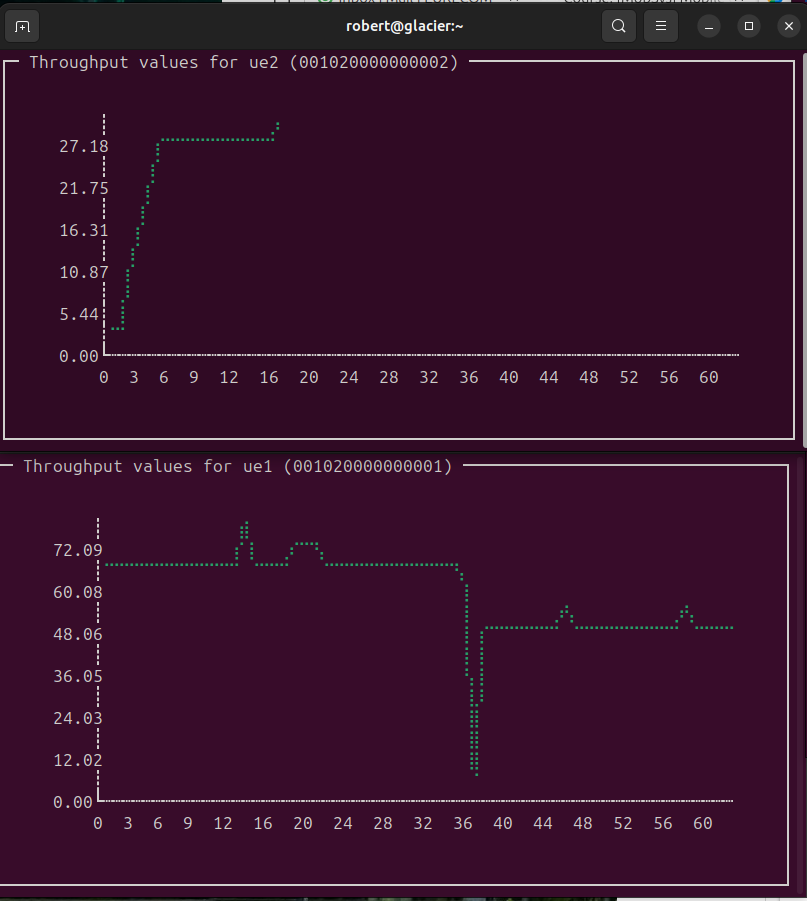 robert@glacier:~
Throughput values for ue2 (001020000000002)
27.18
21.75
16.31
10.87
5.44
0.00
0 3 6 9 12 16 20 24 28 32 36 40 44 48 52 56 60
Throughput values for ue1 (001020000000001)
72.09
60.08
48.06
36.05
24.03
12.02
0.00
0 3 6 9 12 16 20 24 28 32 36 40 44 48 52 56 60